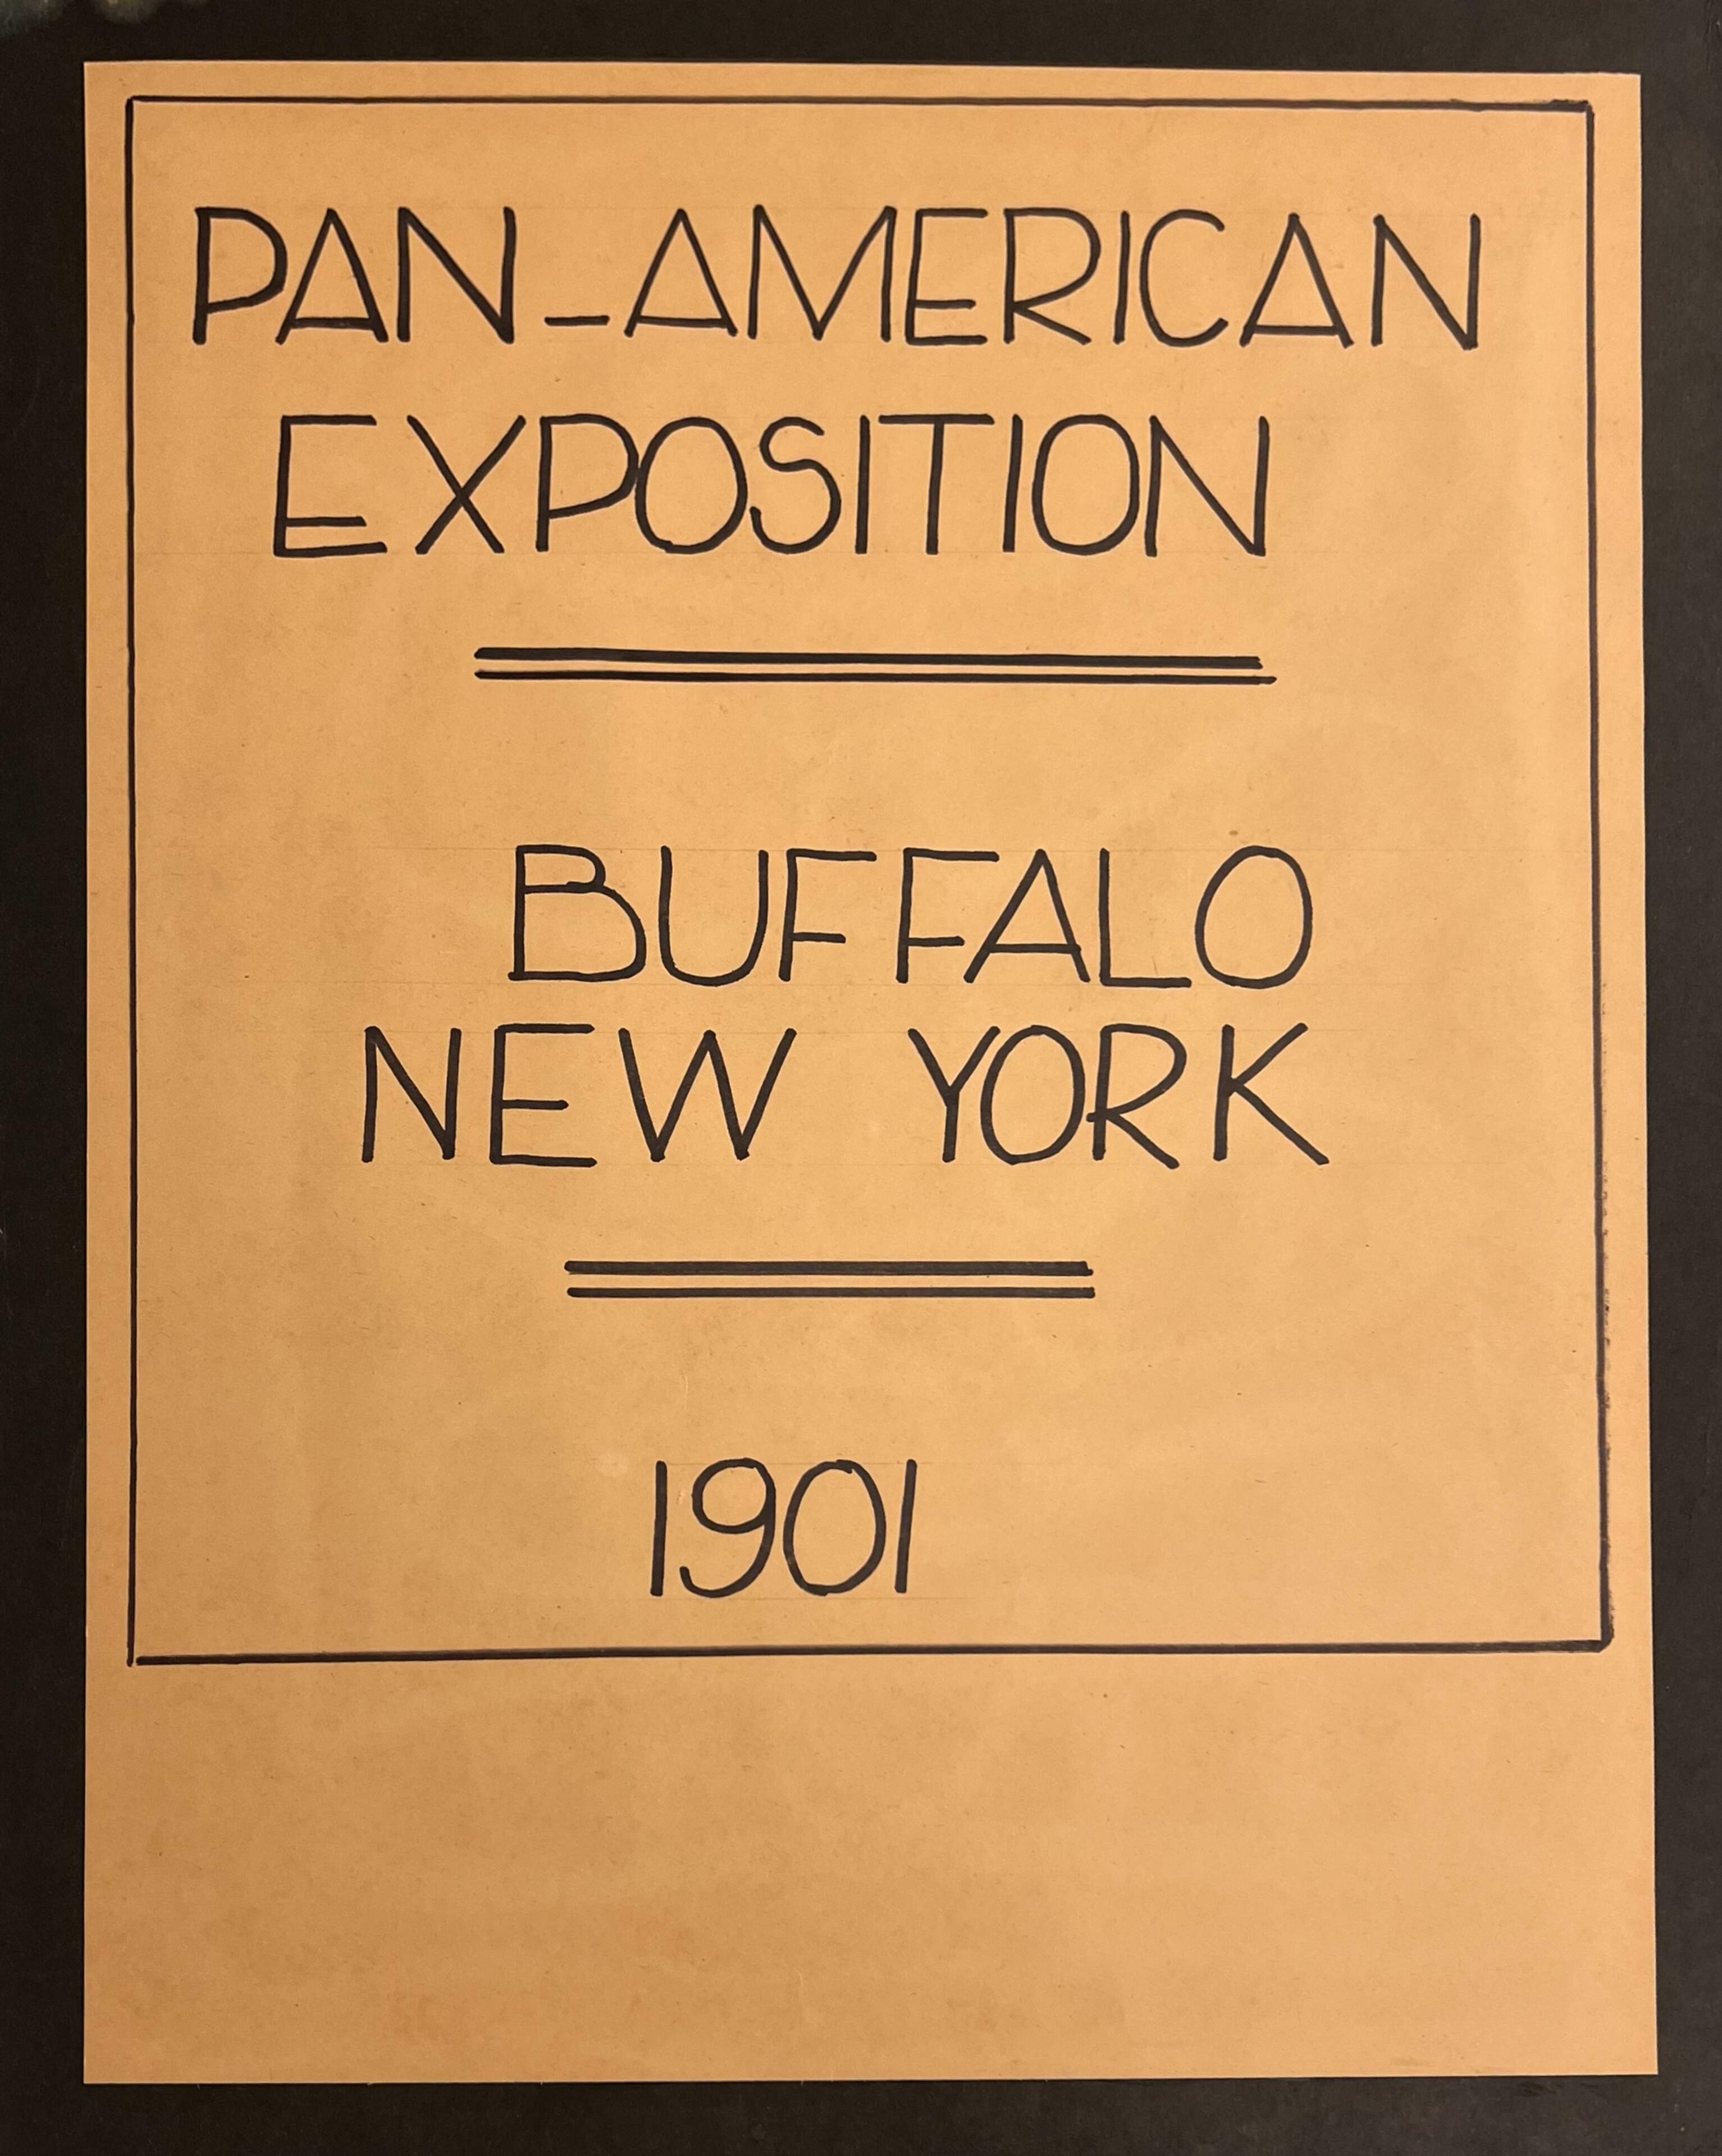 PAN-AMERICAN
EXPOSITION
BUFFALO
NEW YORK
1901